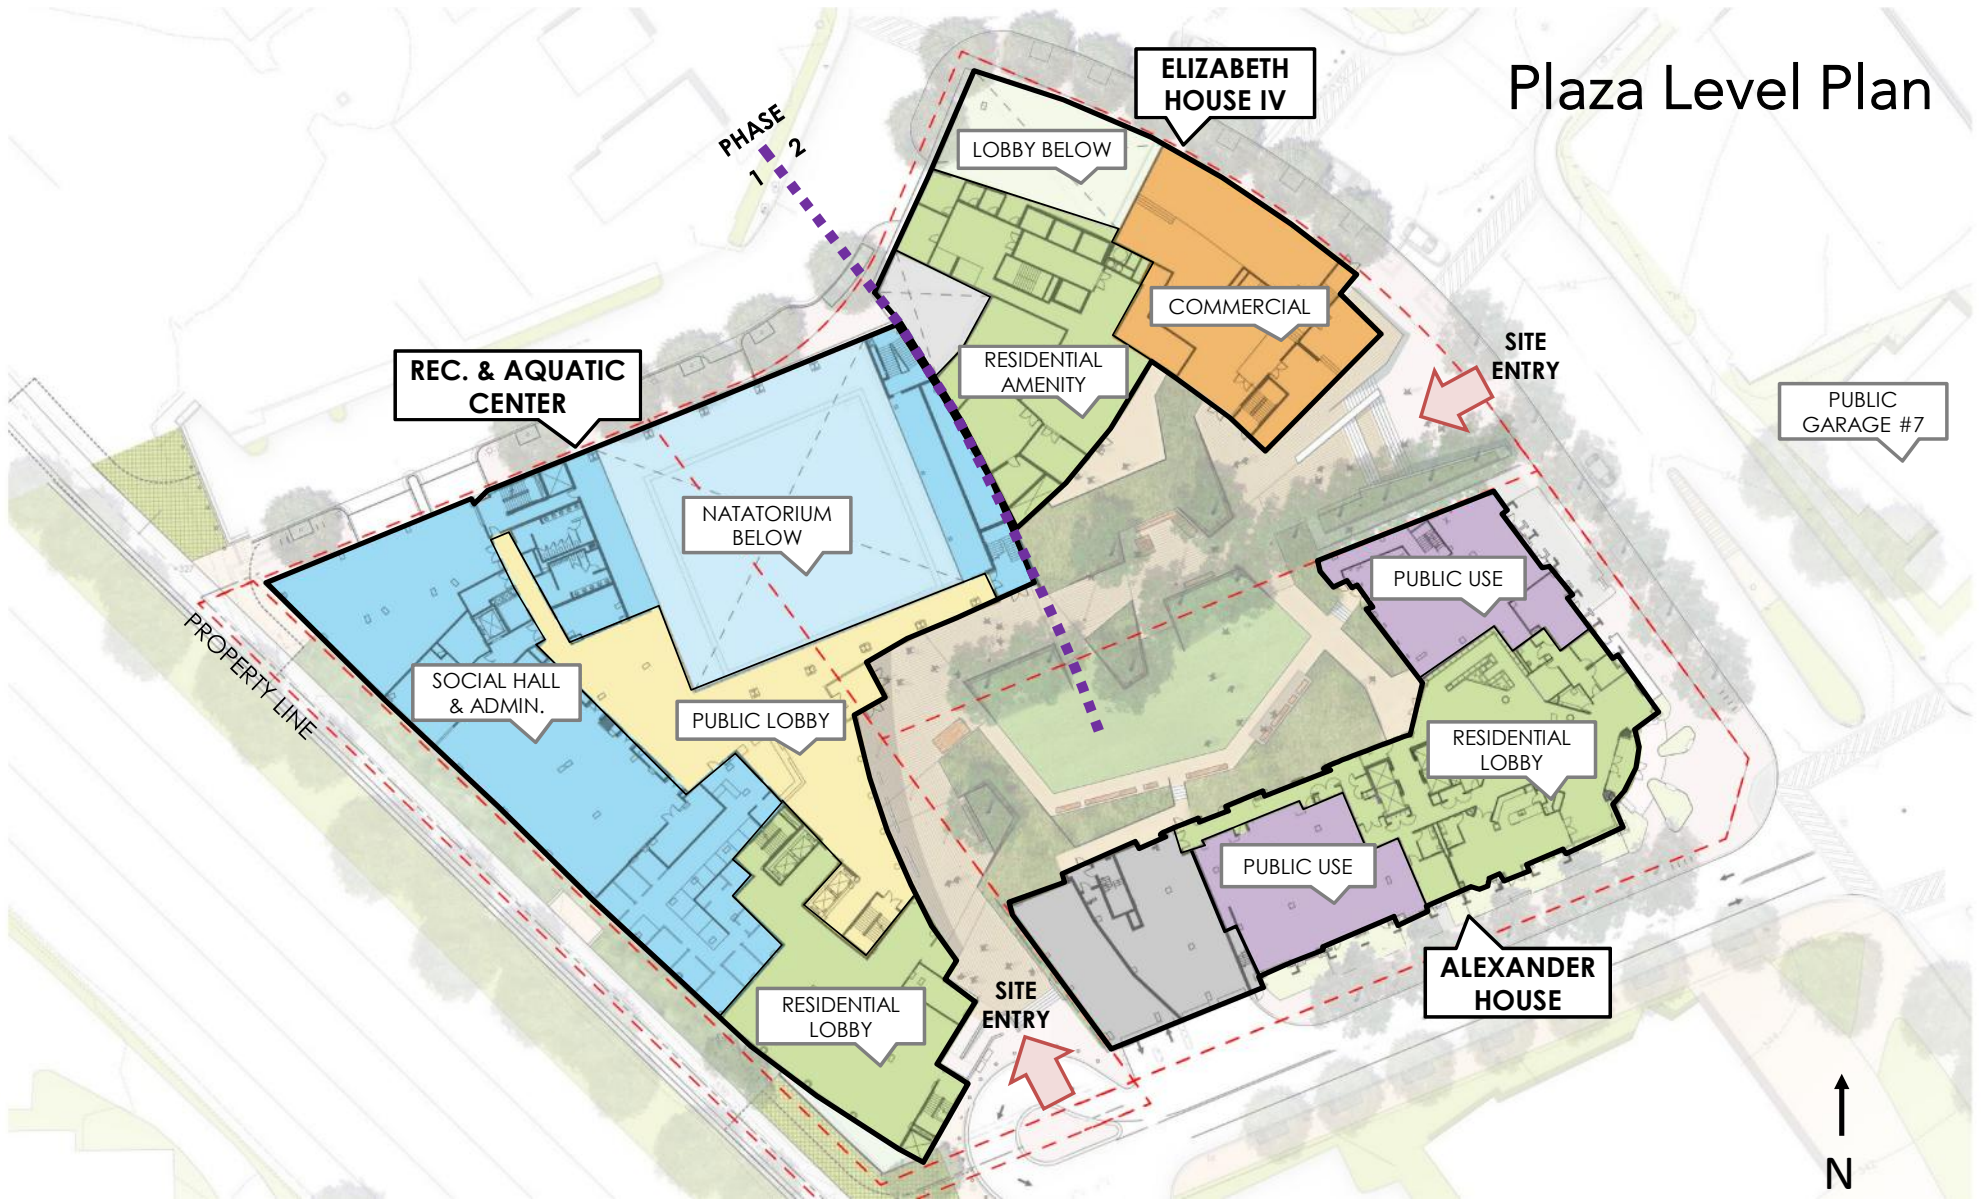 Plaza Level Plan
ELIZABETH
HOUSE IV
PHASE
1
2
LOBBY BELOW
COMMERCIAL
SITE
ENTRY
RESIDENTIAL
AMENITY
REC. & AQUATIC
CENTER
PUBLIC
GARAGE #7
NATATORIUM
BELOW
PUBLIC USE
PROPERTY LINE
SOCIAL HALL
& ADMIN.
PUBLIC LOBBY
RESIDENTIAL
LOBBY
PUBLIC USE
ALEXANDER
HOUSE
SITE
ENTRY
RESIDENTIAL
LOBBY
N